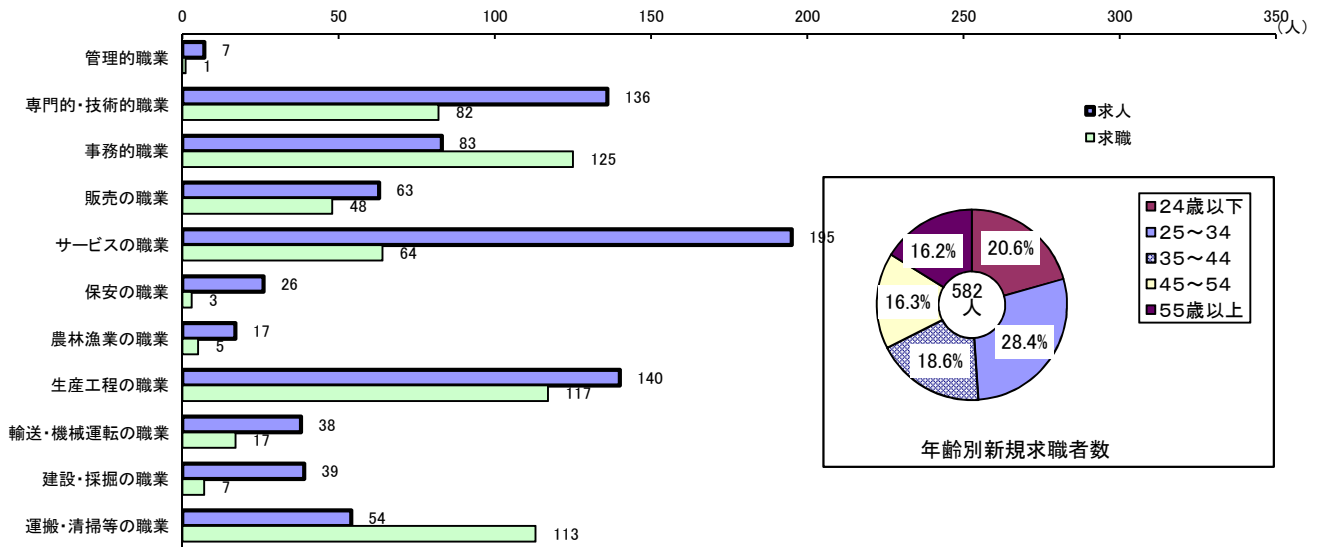 0 50 100 150 200 250 300 350
(人)
管理的職業 7
1
専門的・技術的職業 136
82
事務的職業 83
125
販売の職業 63
48
サービスの職業 195
64
保安の職業 26
3
農林漁業の職業 17
5
生産工程の職業 140
117
輸送・機械運転の職業 38
17
建設・採掘の職業 39
7
運搬・清掃等の職業 54
113
求人
求職
24歳以下
25～34
35～44
45～54
55歳以上
16.2%
20.6%
16.3%
582
人
28.4%
18.6%
年齢別新規求職者数